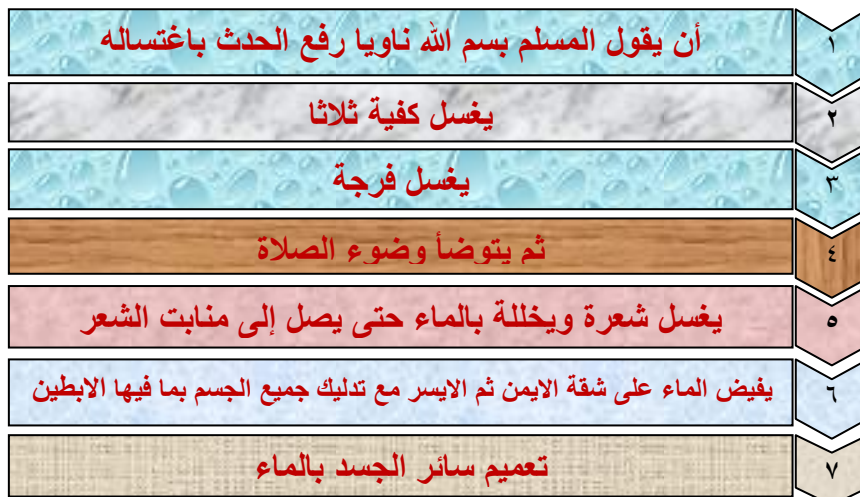 ١ أن يقول المسلم بسم الله ناويا رفع الحدث باغتساله
٢ يغسل كفية ثلاثا
٣ يغسل فرجة
٤ ثم يتوضأ وضوء الصلاة
٥ يغسل شعرة ويخللة بالماء حتى يصل إلى منابت الشعر
٦ يفيض الماء على شقة الايمن ثم الايسر مع تدليك جميع الجسم بما فيها الابطين
٧ تعميم سائر الجسد بالماء